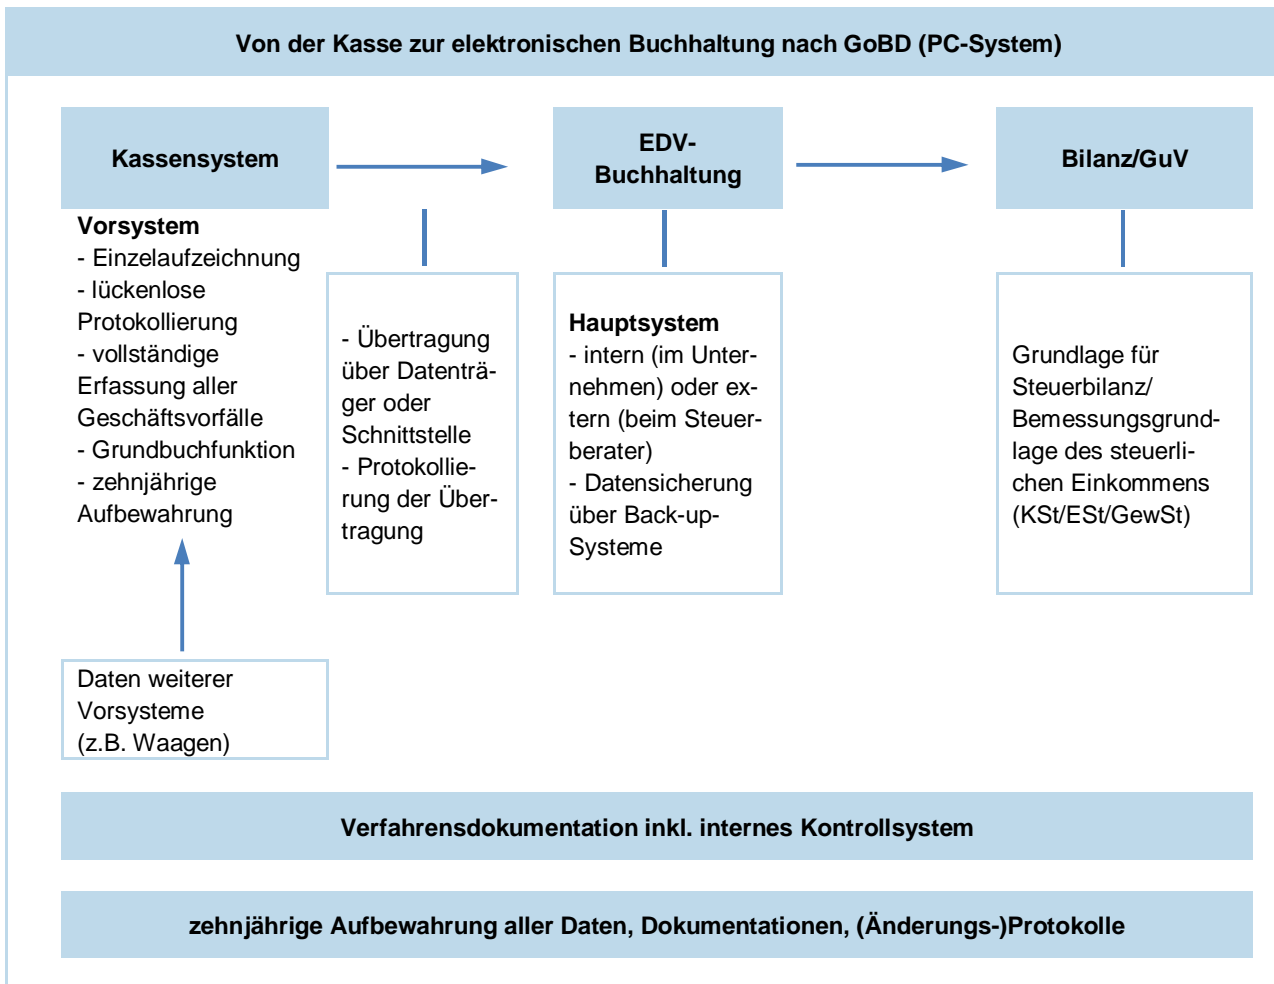 Von der Kasse zur elektronischen Buchhaltung nach GoBD (PC-System)
Kassensystem
EDV-
Buchhaltung
Bilanz/GuV
Vorsystem
- Einzelaufzeichnung
- lückenlose
Protokollierung
- vollständige
Erfassung aller
Geschäftsvorfälle
- Grundbuchfunktion
- zehnjährige
Aufbewahrung
- Übertragung
über Datenträ-
ger oder
Schnittstelle
- Protokollie-
rung der Über-
tragung
Hauptsystem
- intern (im Unter-
nehmen) oder ex-
tern (beim Steuer-
berater)
- Datensicherung
über Back-up-
Systeme
Grundlage für
Steuerbilanz/
Bemessungsgrund-
lage des steuerli-
chen Einkommens
(KSt/ESt/GewSt)
Daten weiterer
Vorsysteme
(z.B. Waagen)
Verfahrensdokumentation inkl. internes Kontrollsystem
zehnjährige Aufbewahrung aller Daten, Dokumentationen, (Änderungs-)Protokolle